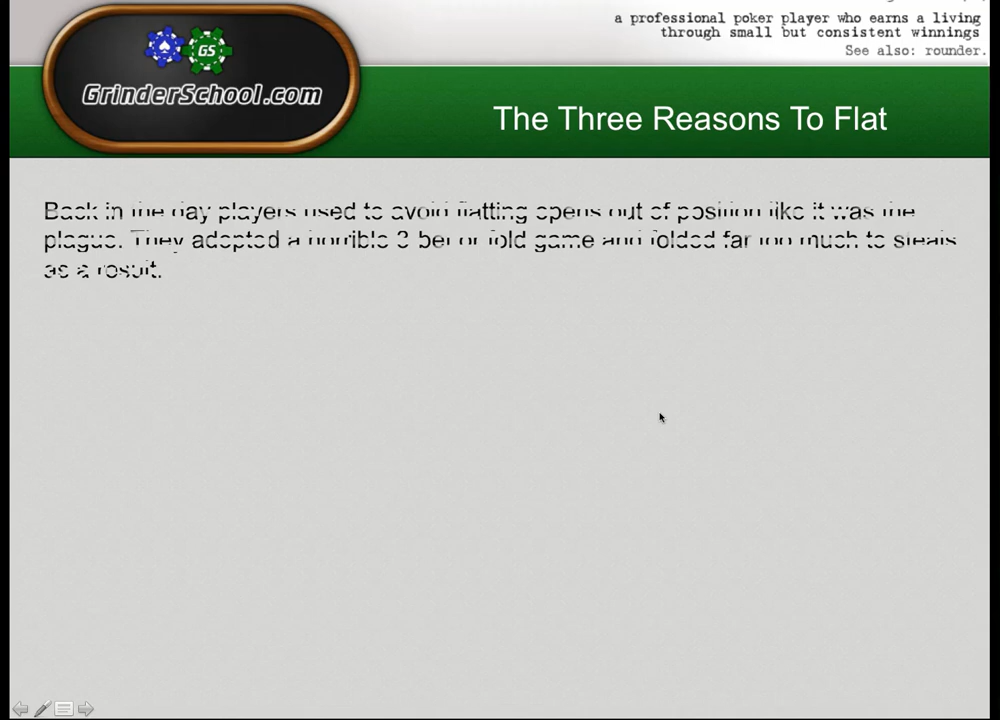 a professional poker player who earns a living
through small but consistent winnings
See also: rounder.
GS
GrinderSchool.com
The Three Reasons To Flat
Back in the day players used to avoid flatting opens out of position like it was the
plague. They adopted a horrible 3 bet or fold game and folded far too much to steals
as a result.